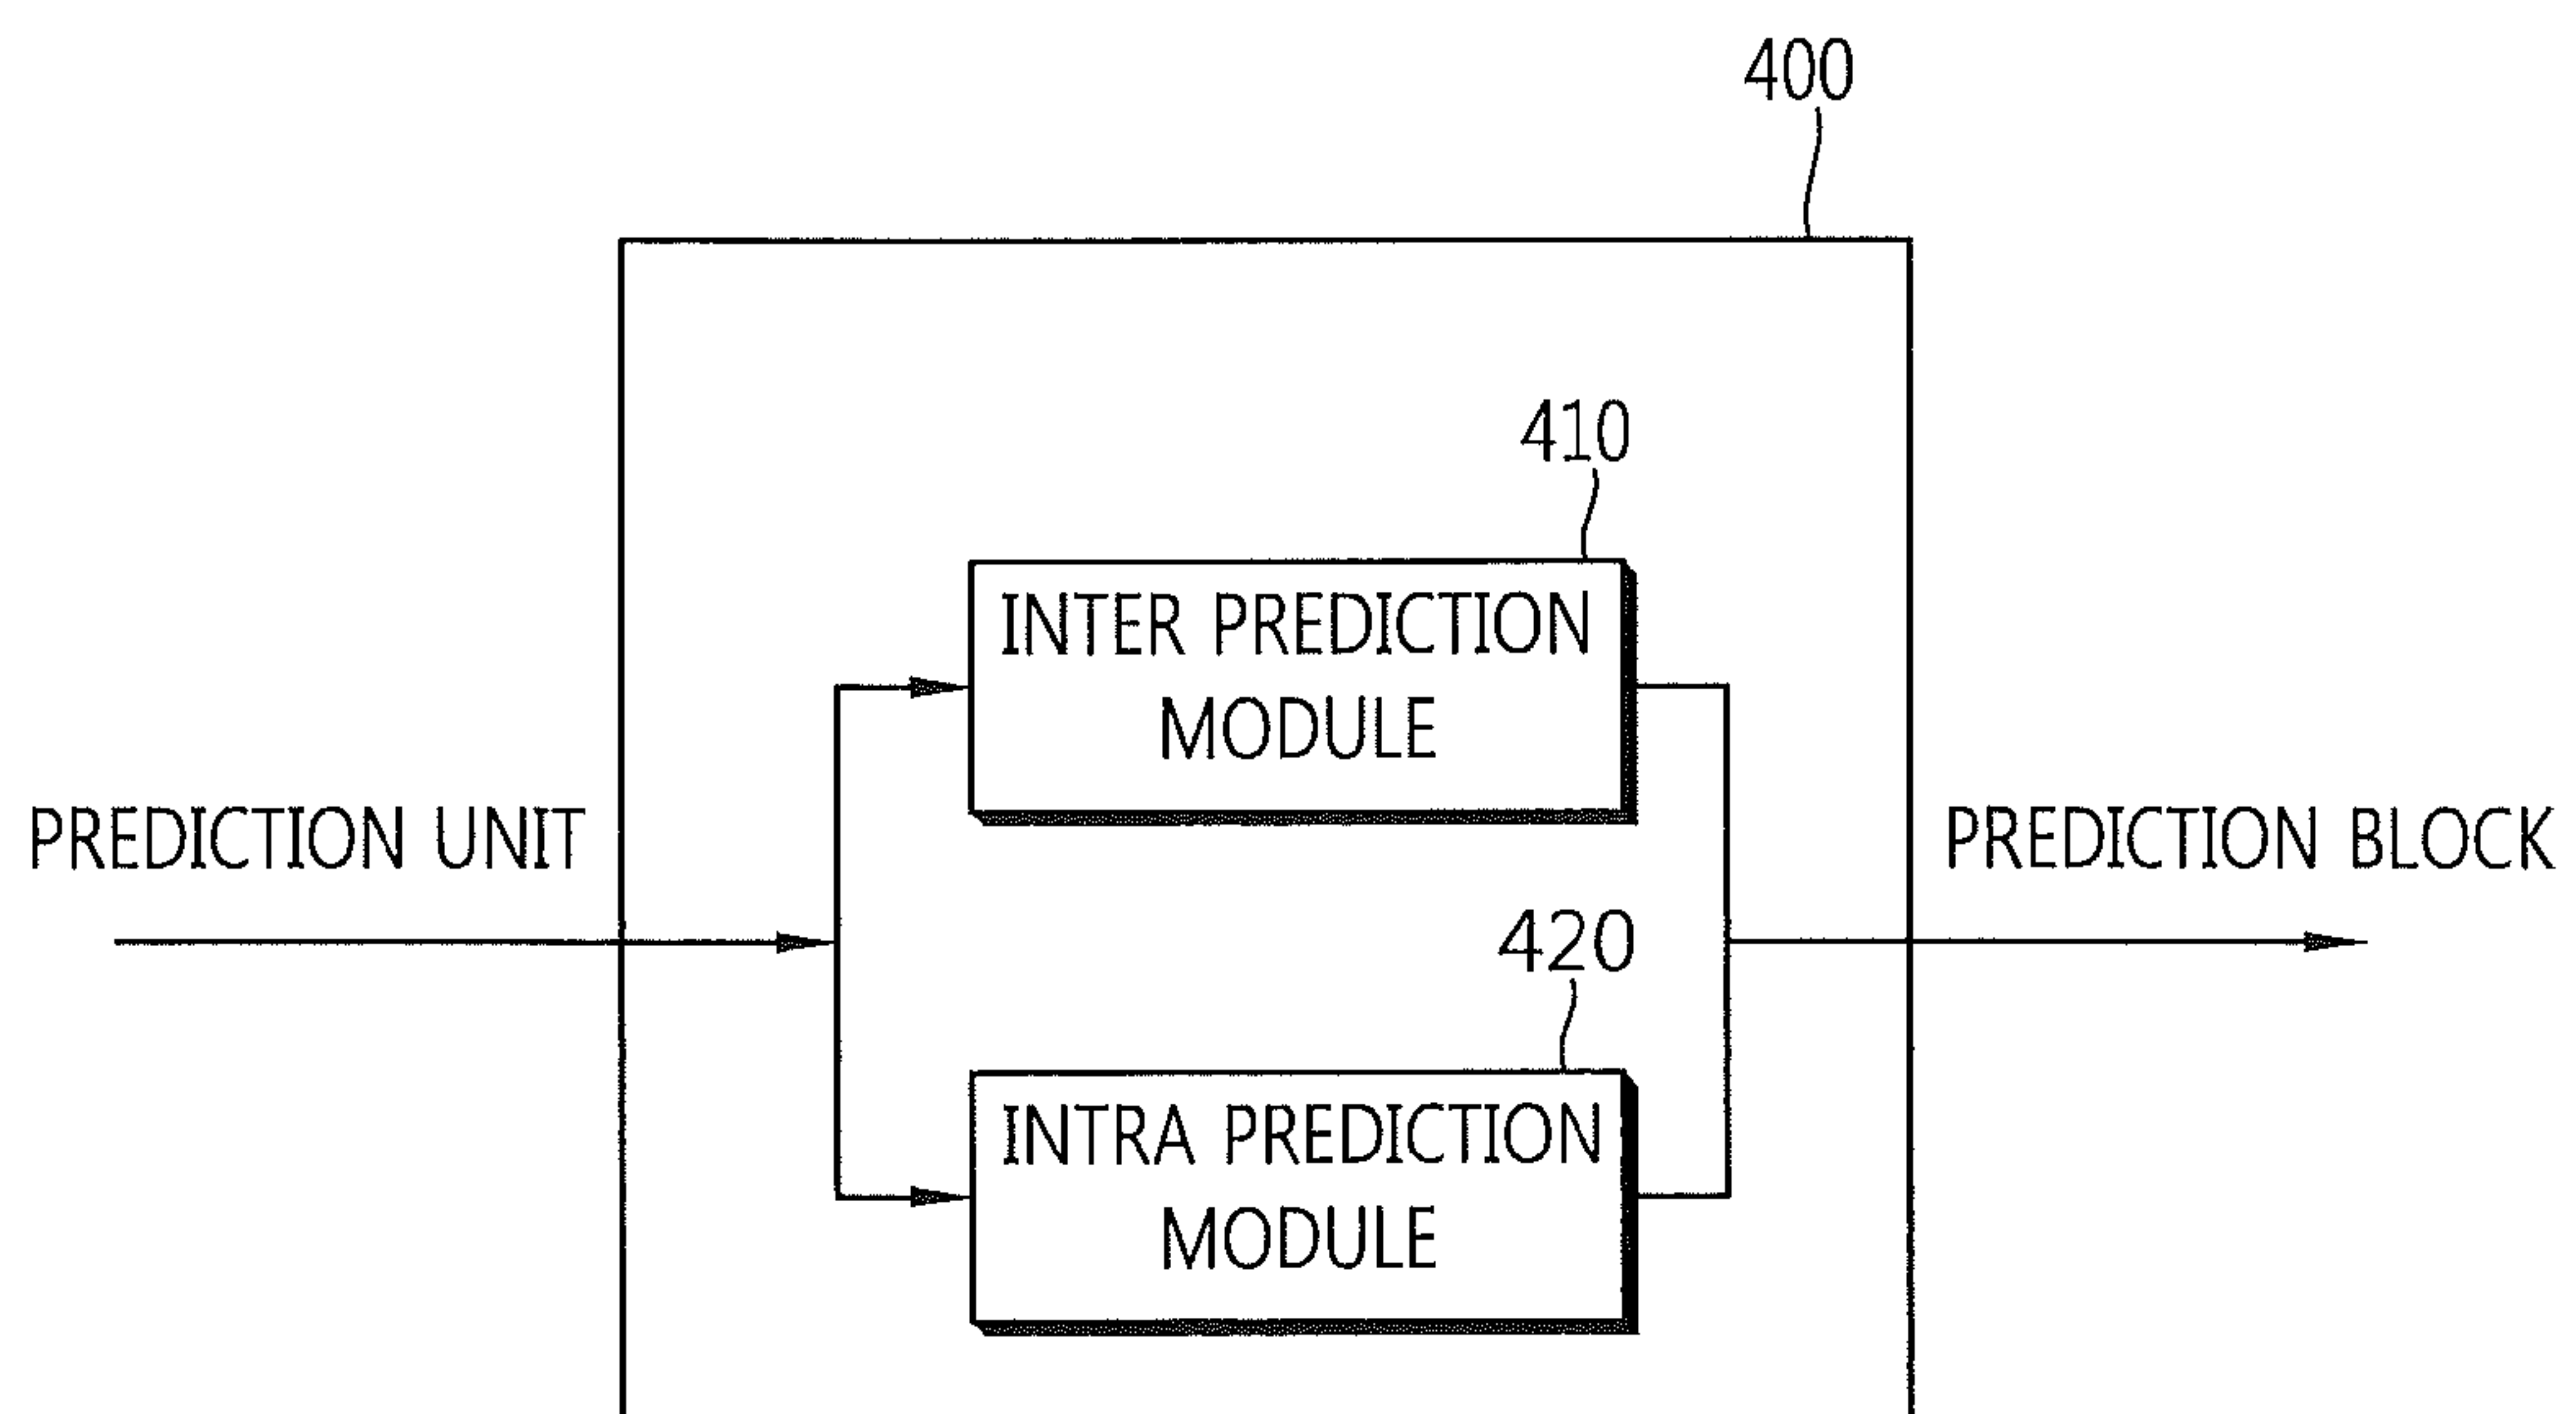 400
410
INTER PREDICTION
MODULE
PREDICTION UNIT
PREDICTION BLOCK
420
INTRA PREDICTION
MODULE